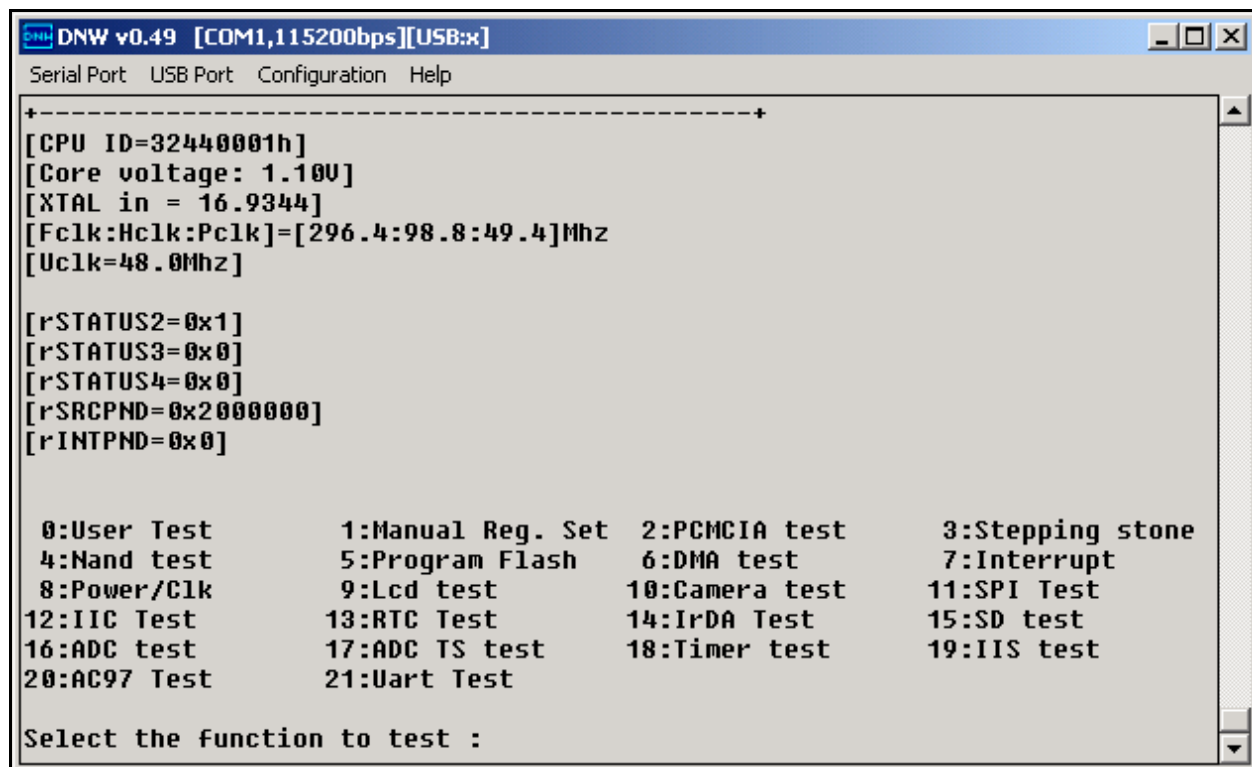 DNW v0.49 [COM1,115200bps][USB:x]
Serial Port USB Port Configuration Help
+---------------------------------------------+
[CPU ID=32440001h]
[Core voltage: 1.10V]
[XTAL in = 16.9344]
[Fclk:Hclk:Pclk]=[296.4:98.8:49.4]Mhz
[Uclk=48.0Mhz]
[rSTATUS2=0x1]
[rSTATUS3=0x0]
[rSTATUS4=0x0]
[rSRCPND=0x2000000]
[rINTPND=0x0]
0:User Test 1:Manual Reg. Set 2:PCMCIA test 3:Stepping stone
4:Nand test 5:Program Flash 6:DMA test 7:Interrupt
8:Power/Clk 9:Lcd test 10:Camera test 11:SPI Test
12:IIC Test 13:RTC Test 14:IrDA Test 15:SD test
16:ADC test 17:ADC TS test 18:Timer test 19:IIS test
20:AC97 Test 21:Uart Test
Select the function to test :